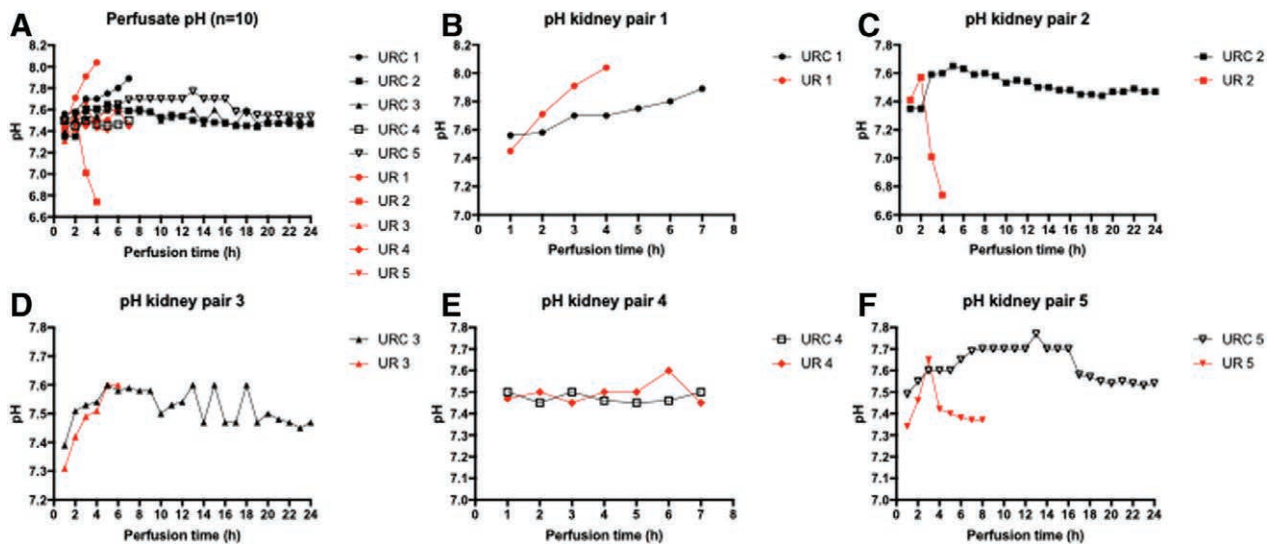 A
Perfusate pH (n=10)
8.2
8.0
7.8
7.6
7.4
7.2
7.0
6.8
6.6
pH
0 2 4 6 8 10 12 14 16 18 20 22 24
Perfusion time (h)
URC 1
URC 2
URC 3
URC 4
URC 5
UR 1
UR 2
UR 3
UR 4
UR 5
B
pH kidney pair 1
8.2
8.0
7.8
7.6
7.4
7.2
7.0
pH
0 1 2 3 4 5 6 7 8
Perfusion time (h)
URC 1
UR 1
C
pH kidney pair 2
7.8
7.6
7.4
7.2
7.0
6.8
6.6
pH
0 2 4 6 8 10 12 14 16 18 20 22 24
Perfusion time (h)
URC 2
UR 2
D
pH kidney pair 3
7.8
7.7
7.6
7.5
7.4
7.3
7.2
pH
0 2 4 6 8 10 12 14 16 18 20 22 24
Perfusion time (h)
URC 3
UR 3
E
pH kidney pair 4
7.8
7.7
7.6
7.5
7.4
7.3
7.2
7.1
7.0
pH
0 1 2 3 4 5 6 7 8
Perfusion time (h)
URC 4
UR 4
F
pH kidney pair 5
7.8
7.7
7.6
7.5
7.4
7.3
7.2
7.1
7.0
pH
0 2 4 6 8 10 12 14 16 18 20 22 24
Perfusion time (h)
URC 5
UR 5